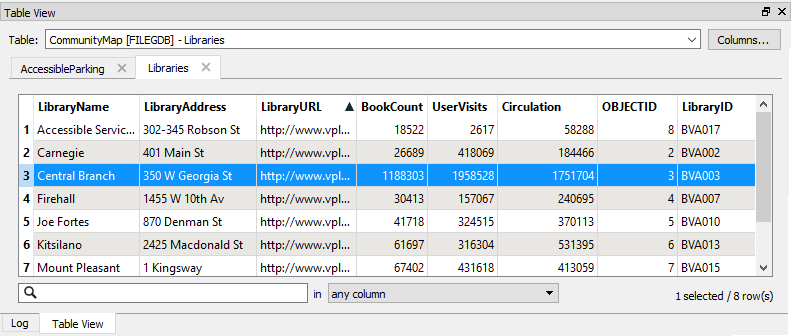 Table View
Table: CommunityMap [FILEGDB] - Libraries Columns...
AccessibleParking Libraries
LibraryName LibraryAddress LibraryURL BookCount UserVisits Circulation OBJECTID LibraryID
1 Accessible Servic... 302-345 Robson St http://www.vpl... 18522 2617 58288 8 BVA017
2 Carnegie 401 Main St http://www.vpl... 26689 418069 184466 2 BVA002
3 Central Branch 350 W Georgia St http://www.vpl... 1188303 1958528 1751704 3 BVA003
4 Firehall 1455 W 10th Av http://www.vpl... 30413 157067 240695 4 BVA007
5 Joe Fortes 870 Denman St http://www.vpl... 41718 324515 370113 5 BVA010
6 Kitsilano 2425 Macdonald St http://www.vpl... 61697 316304 531395 6 BVA013
7 Mount Pleasant 1 Kingsway http://www.vpl... 67402 431618 413059 7 BVA015
in any column 1 selected / 8 row(s)
Log Table View